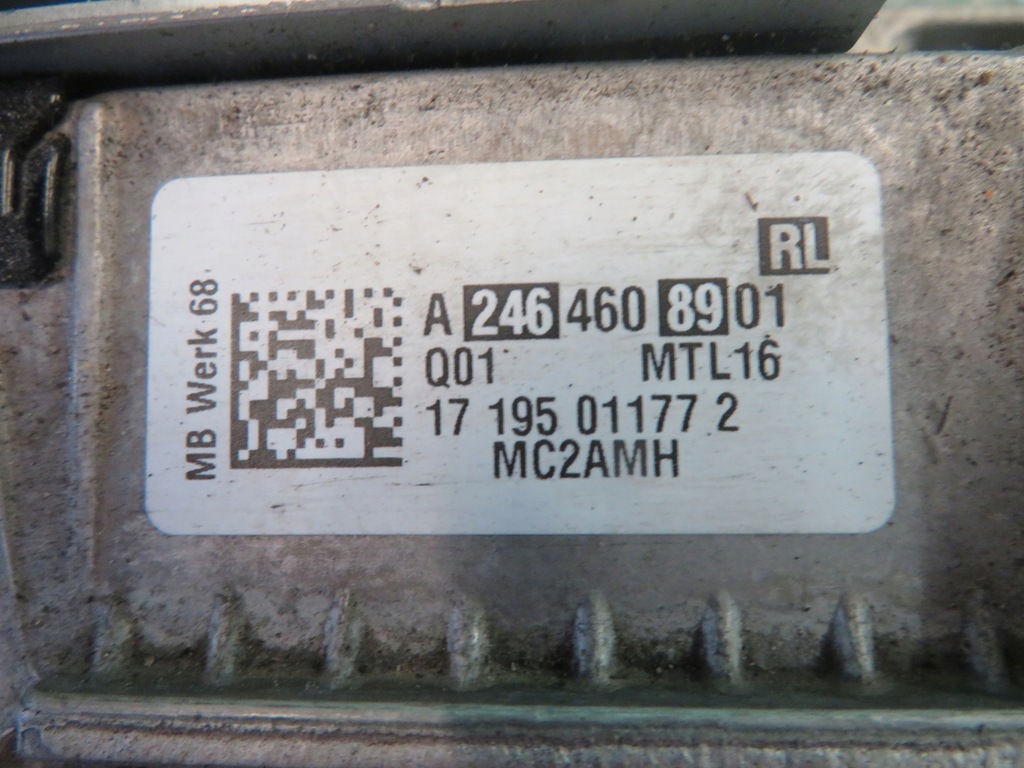 RL
A 246 460 89 01
Q01 MTL16
17 195 01177 2
MC2AMH
MB Werk 68